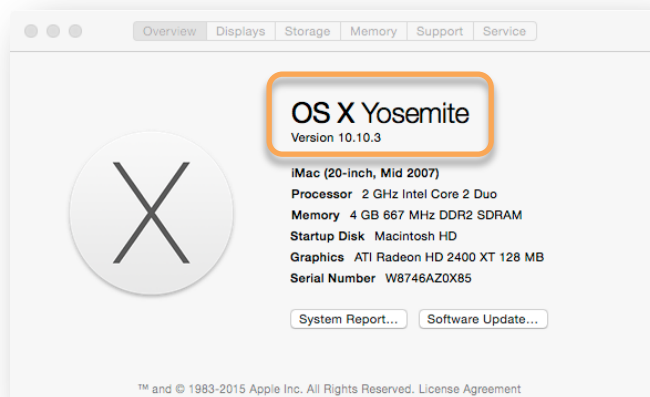 Overview Displays Storage Memory Support Service
OS X Yosemite
Version 10.10.3
iMac (20-inch, Mid 2007)
Processor 2 GHz Intel Core 2 Duo
Memory 4 GB 667 MHz DDR2 SDRAM
Startup Disk Macintosh HD
Graphics ATI Radeon HD 2400 XT 128 MB
Serial Number W8746AZ0X85
System Report... Software Update...
™ and © 1983-2015 Apple Inc. All Rights Reserved. License Agreement